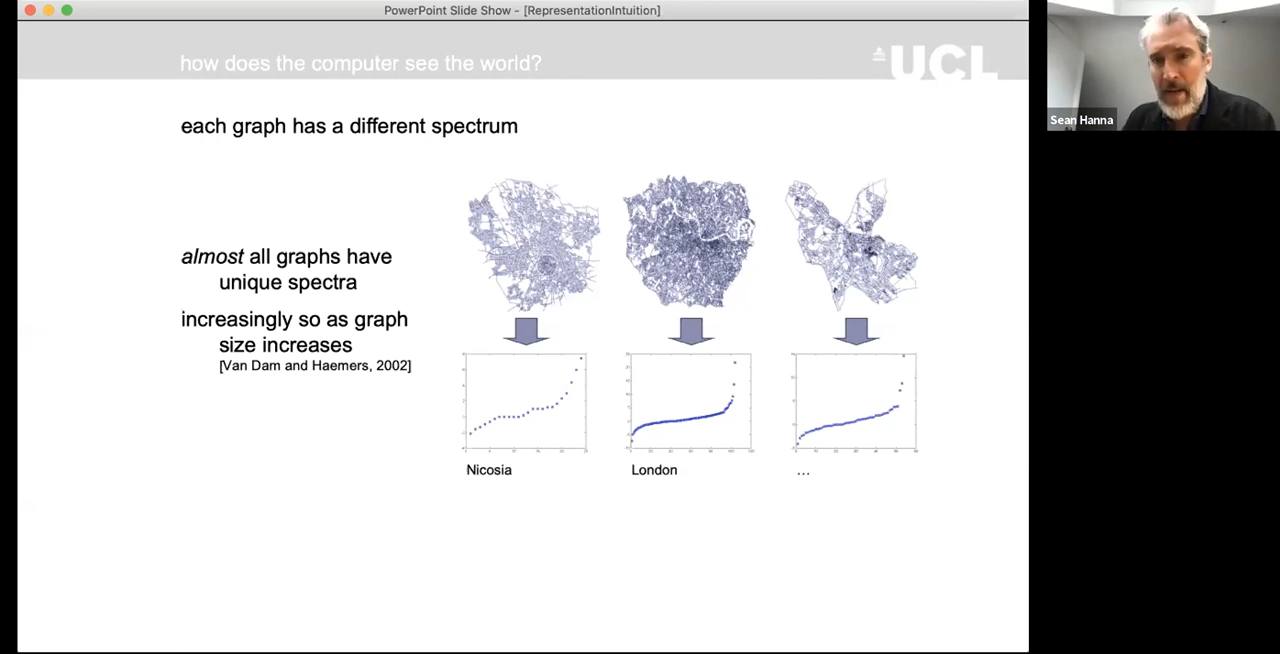 PowerPoint Slide Show - [RepresentationIntuition]
how does the computer see the world?
UCL
Sean Hanna
each graph has a different spectrum
almost all graphs have
unique spectra
increasingly so as graph
size increases
[Van Dam and Haemers, 2002]
Nicosia
London
...